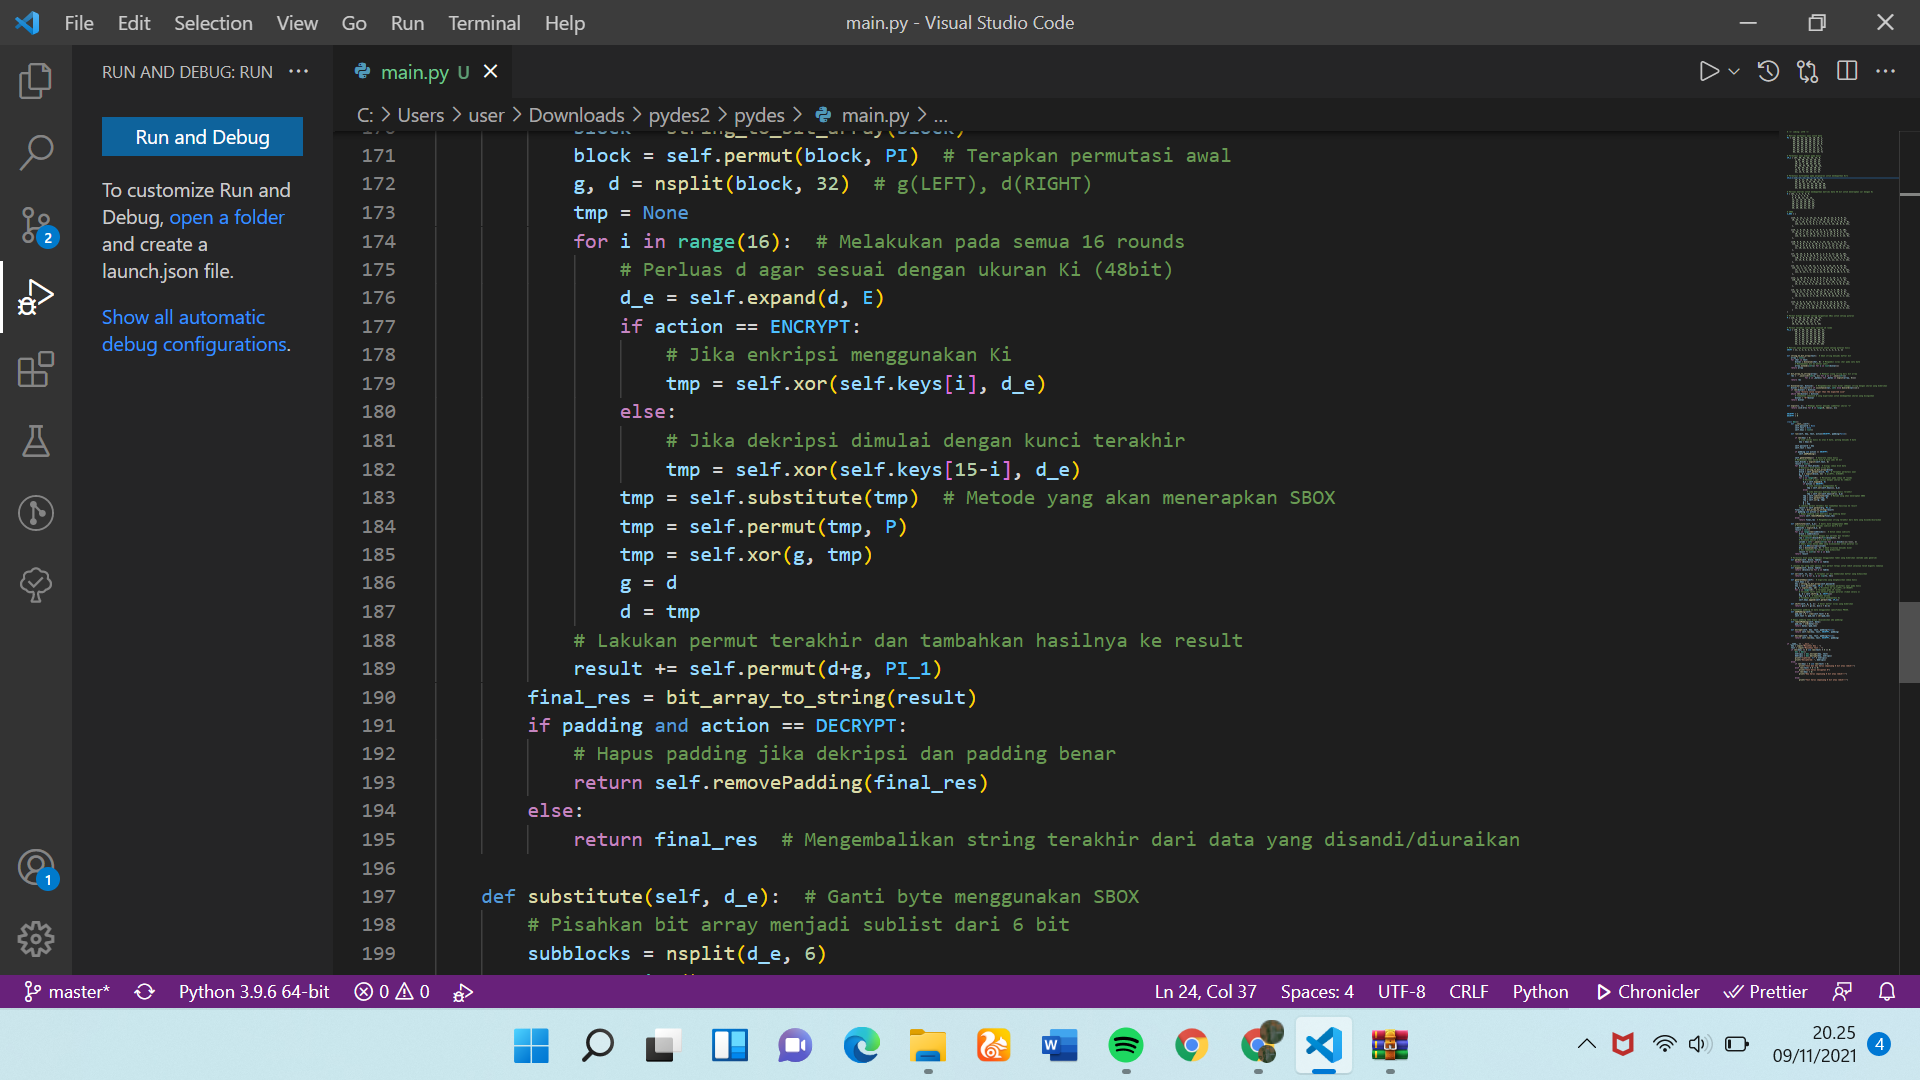 File Edit Selection View Go Run Terminal Help
main.py - Visual Studio Code
RUN AND DEBUG: RUN ···
Run and Debug
To customize Run and
Debug, open a folder
and create a
launch.json file.
Show all automatic
debug configurations.
main.py U
C: > Users > user > Downloads > pydes2 > pydes > main.py > ...
170 block = string_to_bit_array(block)
171 block = self.permut(block, PI)  # Terapkan permutasi awal
172 g, d = nsplit(block, 32)  # g(LEFT), d(RIGHT)
173 tmp = None
174 for i in range(16):  # Melakukan pada semua 16 rounds
175 # Perluas d agar sesuai dengan ukuran Ki (48bit)
176 d_e = self.expand(d, E)
177 if action == ENCRYPT:
178 # Jika enkripsi menggunakan Ki
179 tmp = self.xor(self.keys[i], d_e)
180 else:
181 # Jika dekripsi dimulai dengan kunci terakhir
182 tmp = self.xor(self.keys[15-i], d_e)
183 tmp = self.substitute(tmp)  # Metode yang akan menerapkan SBOX
184 tmp = self.permut(tmp, P)
185 tmp = self.xor(g, tmp)
186 g = d
187 d = tmp
188 # Lakukan permut terakhir dan tambahkan hasilnya ke result
189 result += self.permut(d+g, PI_1)
190 final_res = bit_array_to_string(result)
191 if padding and action == DECRYPT:
192 # Hapus padding jika dekripsi dan padding benar
193 return self.removePadding(final_res)
194 else:
195 return final_res  # Mengembalikan string terakhir dari data yang disandi/diuraikan
196
197 def substitute(self, d_e):  # Ganti byte menggunakan SBOX
198 # Pisahkan bit array menjadi sublist dari 6 bit
199 subblocks = nsplit(d_e, 6)
2
1
master* Python 3.9.6 64-bit 0 0 Ln 24, Col 37 Spaces: 4 UTF-8 CRLF Python Chronicler Prettier
W
20.25
09/11/2021
4